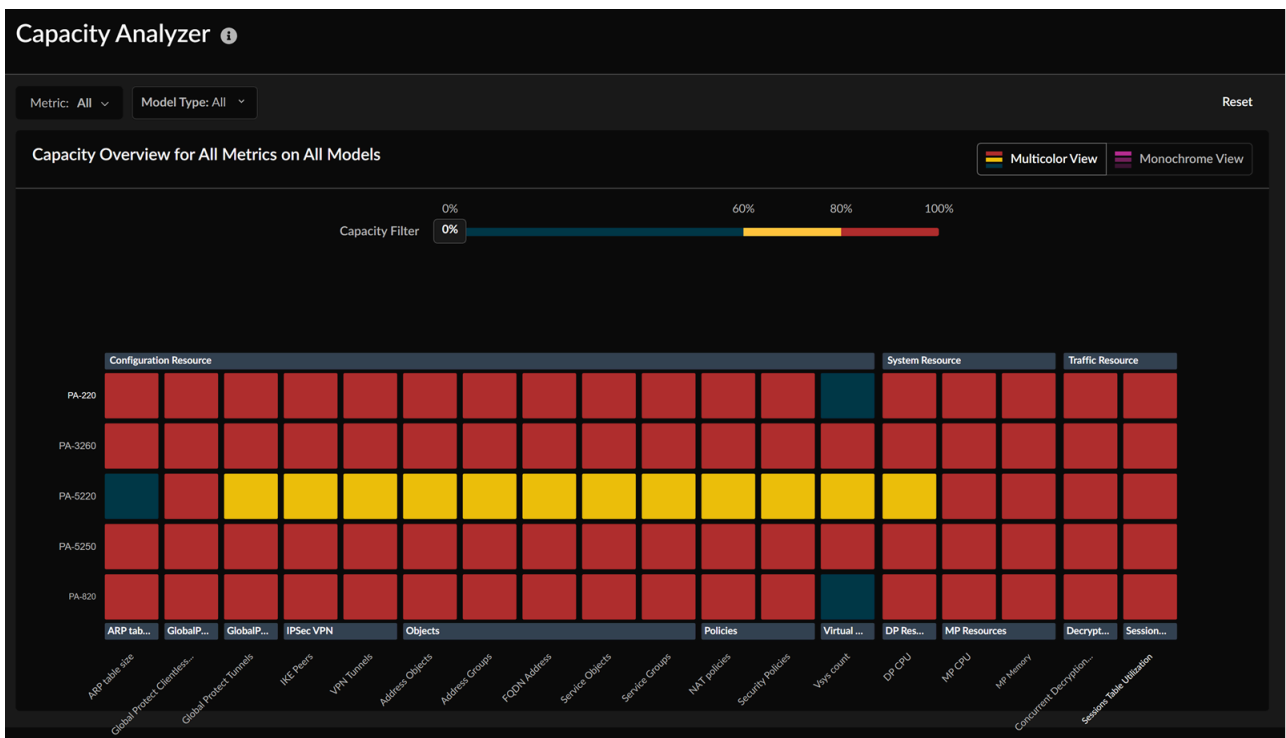 Capacity Analyzer
Metric: All
Model Type: All
Reset
Capacity Overview for All Metrics on All Models
Multicolor View
Monochrome View
0% 60% 80% 100%
Capacity Filter 0%
Configuration Resource System Resource Traffic Resource
PA-220
PA-3260
PA-5220
PA-5250
PA-820
ARP tab... GlobalP... GlobalP... IPSec VPN Objects Policies Virtual ... DP Res... MP Resources Decrypt... Session...
ARP table size
Global Protect Clientless...
Global Protect Tunnels
IKE Peers
VPN Tunnels
Address Objects
Address Groups
FQDN Address
Service Objects
Service Groups
NAT policies
Security Policies
Vsys count
DP CPU
MP CPU
MP Memory
Concurrent Decryption...
Sessions Table Utilization